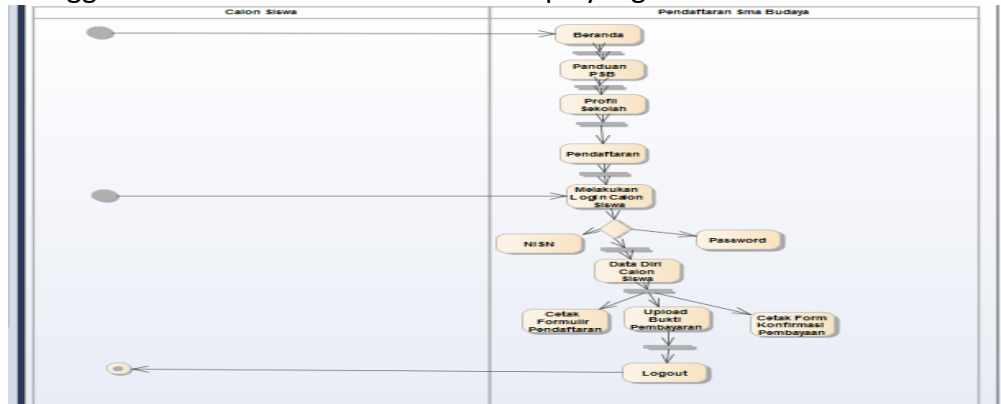 Calon Siswa
Pendaftaran Sma Budaya
Beranda
Panduan
PSB
Profil
Sekolah
Pendaftaran
Melakukan
Login Calon
Siswa
NISN
Password
Data Diri
Calon
Siswa
Cetak
Formulir
Pendaftaran
Upload
Bukti
Pembayaran
Cetak Form
Konfirmasi
Pembayaan
Logout